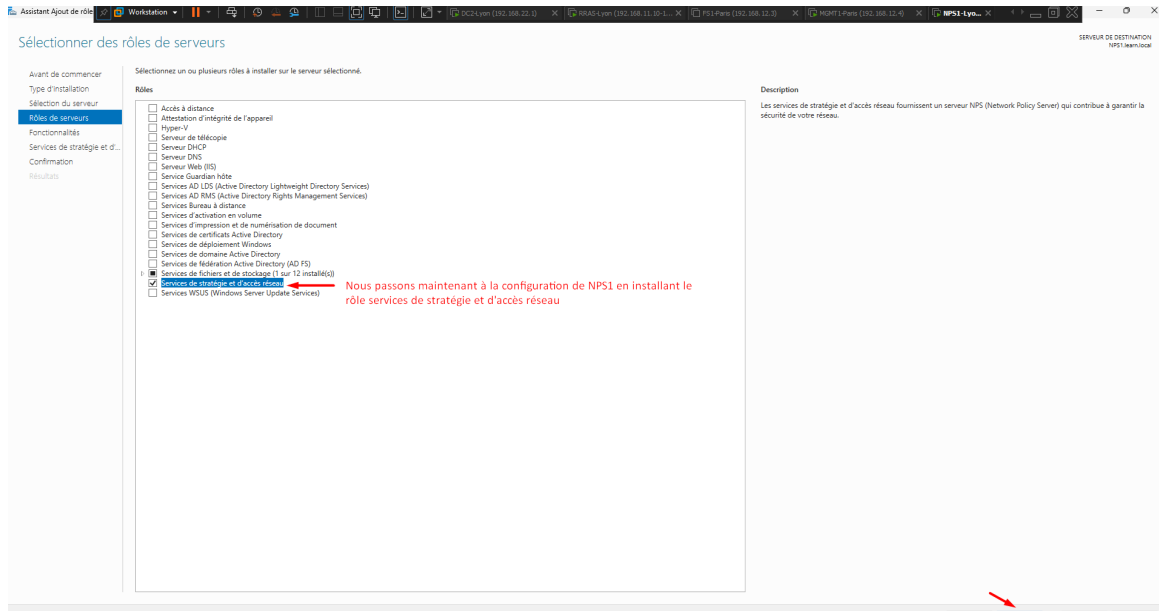 Assistant Ajout de rôle
Workstation
DC2-Lyon (192.168.22.1)
RRAS-Lyon (192.168.11.10-1...
FS1-Paris (192.168.12.3)
MGMT1-Paris (192.168.12.4)
NPS1-Lyo...
Sélectionner des rôles de serveurs
SERVEUR DE DESTINATION
NPS1.learn.local
Avant de commencer
Type d'installation
Sélection du serveur
Rôles de serveurs
Fonctionnalités
Services de stratégie et d'...
Confirmation
Résultats
Sélectionnez un ou plusieurs rôles à installer sur le serveur sélectionné.
Rôles
Accès à distance
Attestation d'intégrité de l'appareil
Hyper-V
Serveur de télécopie
Serveur DHCP
Serveur DNS
Serveur Web (IIS)
Service Guardian hôte
Services AD LDS (Active Directory Lightweight Directory Services)
Services AD RMS (Active Directory Rights Management Services)
Services Bureau à distance
Services d'activation en volume
Services d'impression et de numérisation de document
Services de certificats Active Directory
Services de déploiement Windows
Services de domaine Active Directory
Services de fédération Active Directory (AD FS)
Services de fichiers et de stockage (1 sur 12 installé(s))
Services de stratégie et d'accès réseau
Services WSUS (Windows Server Update Services)
Nous passons maintenant à la configuration de NPS1 en installant le
rôle services de stratégie et d'accès réseau
Description
Les services de stratégie et d'accès réseau fournissent un serveur NPS (Network Policy Server) qui contribue à garantir la
sécurité de votre réseau.